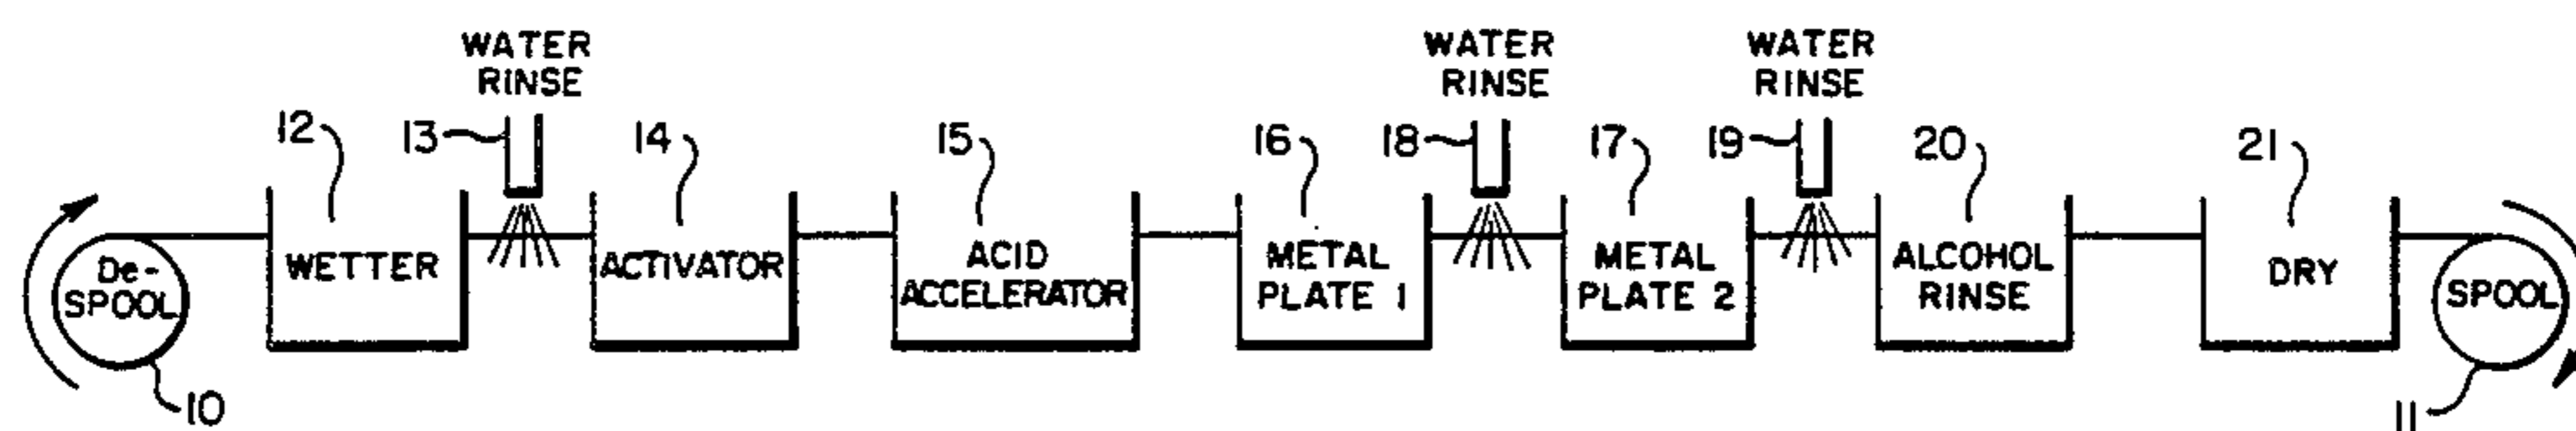 WATER
RINSE
WATER
RINSE
WATER
RINSE
12
13
14
15
16
18
17
19
20
21
De-
SPOOL
WETTER
ACTIVATOR
ACID
ACCELERATOR
METAL
PLATE 1
METAL
PLATE 2
ALCOHOL
RINSE
DRY
SPOOL
10
11